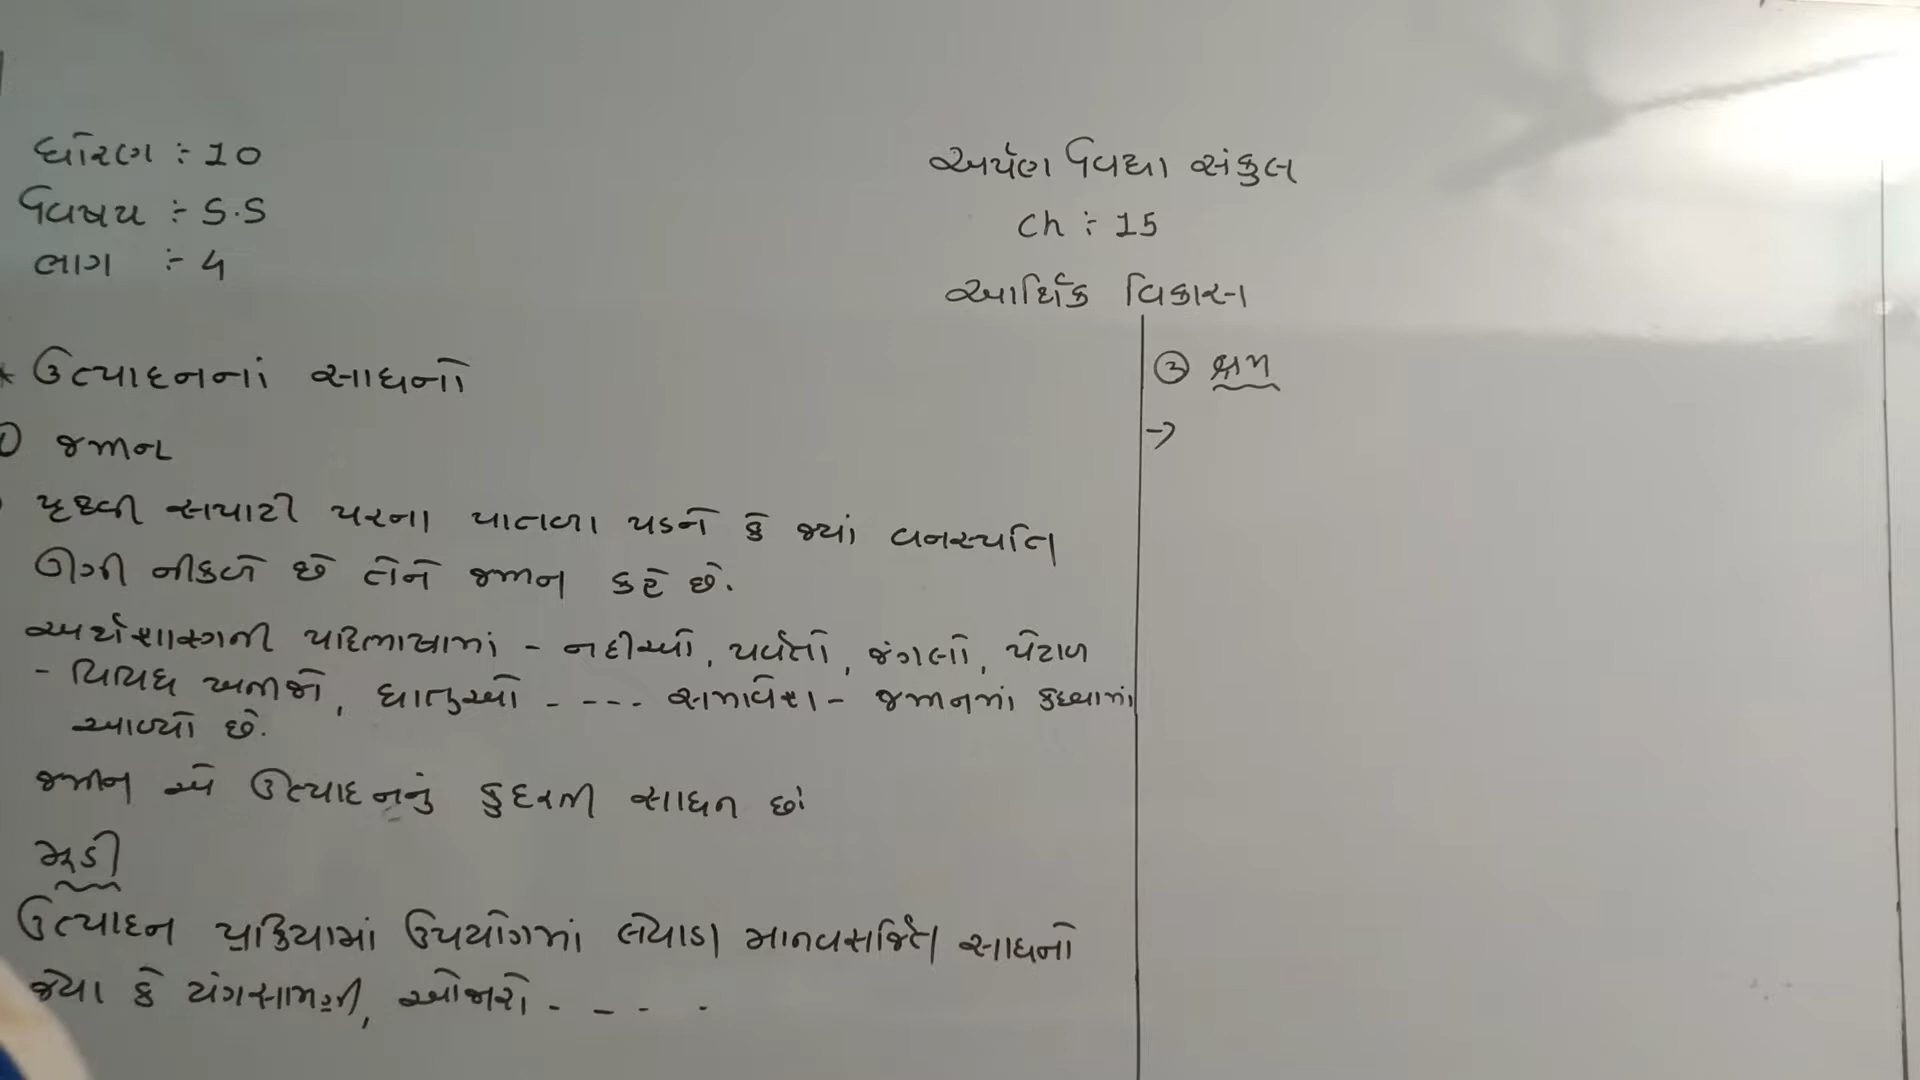 ધોરણ :- 10
વિષય :- S.S
ભાગ :- 4
અર્પણ વિદ્યા સંકુલ
Ch :- 15
આર્થિક વિકાસ
* ઉત્પાદનનાં સાધનો
① જમીન
પૃથ્વી સપાટી પરના પાતળા પડને કે જ્યાં વનસ્પતિ
ઊગી નીકળે છે તેને જમીન કહે છે.
અર્થશાસ્ત્રની પરિભાષામાં - નદીઓ, પર્વતો, જંગલો, પેટાળ
- વિવિધ ખનીજો, ધાતુઓ - --- સમાવેશ - જમીનમાં કરવામાં
આવ્યો છે.
જમીન એ ઉત્પાદનનું કુદરતી સાધન છે
મૂડી
ઉત્પાદન પ્રક્રિયામાં ઉપયોગમાં લેવાતા માનવસર્જિત સાધનો
જેવા કે યંત્રસામગ્રી, ઓજારો - - - -
③ શ્રમ
→